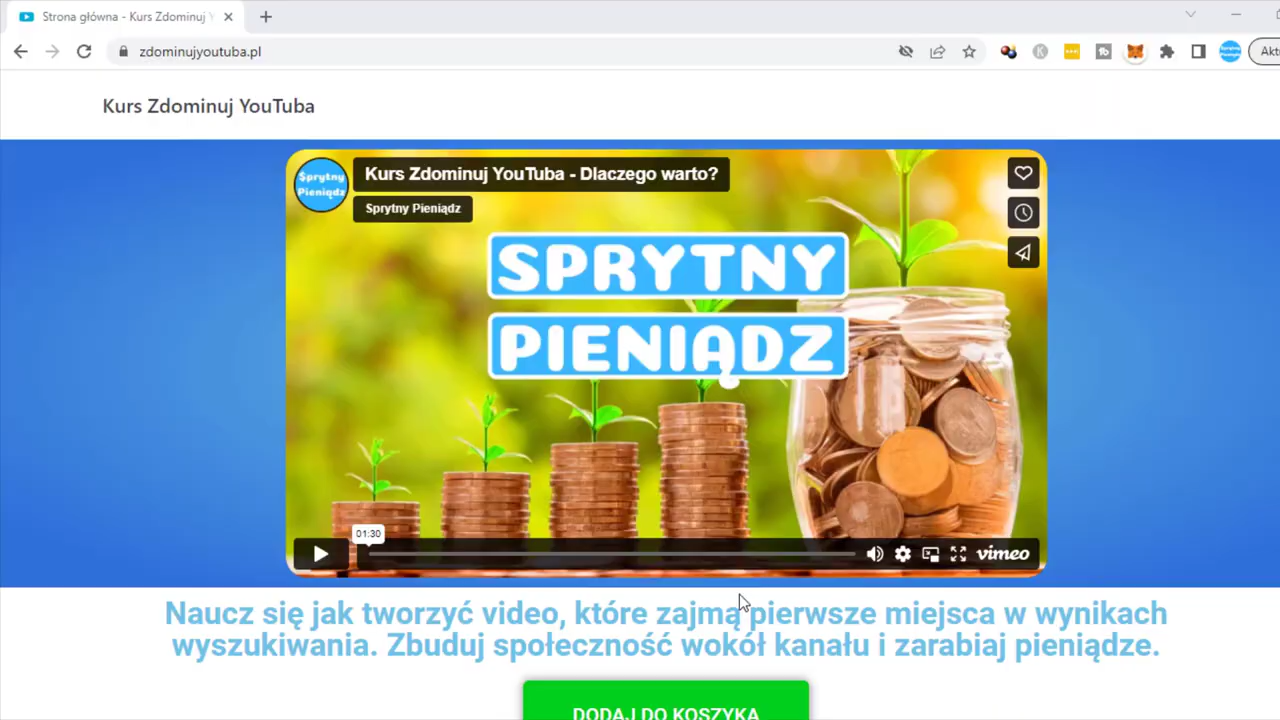 Strona główna - Kurs Zdominuj Y
zdominujyoutuba.pl
Akt
Kurs Zdominuj YouTuba
Sprytny
Pieniądz
Kurs Zdominuj YouTuba - Dlaczego warto?
Sprytny Pieniądz
SPRYTNY
PIENIĄDZ
01:30
vimeo
Naucz się jak tworzyć video, które zajmą pierwsze miejsca w wynikach
wyszukiwania. Zbuduj społeczność wokół kanału i zarabiaj pieniądze.
DODAJ DO KOSZYKA